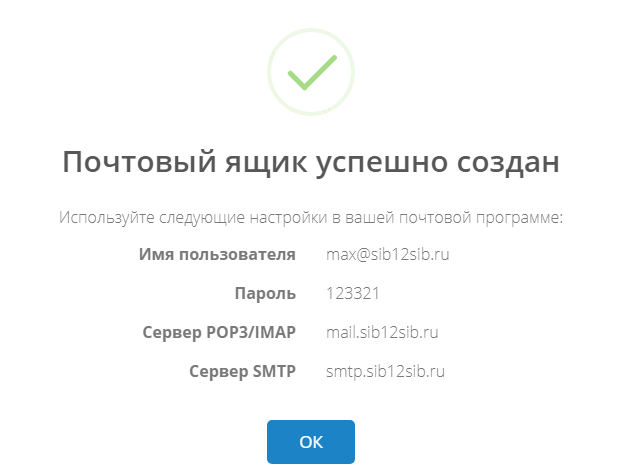 Почтовый ящик успешно создан
Используйте следующие настройки в вашей почтовой программе:
Имя пользователя max@sib12sib.ru
Пароль 123321
Сервер POP3/IMAP mail.sib12sib.ru
Сервер SMTP smtp.sib12sib.ru
ОК